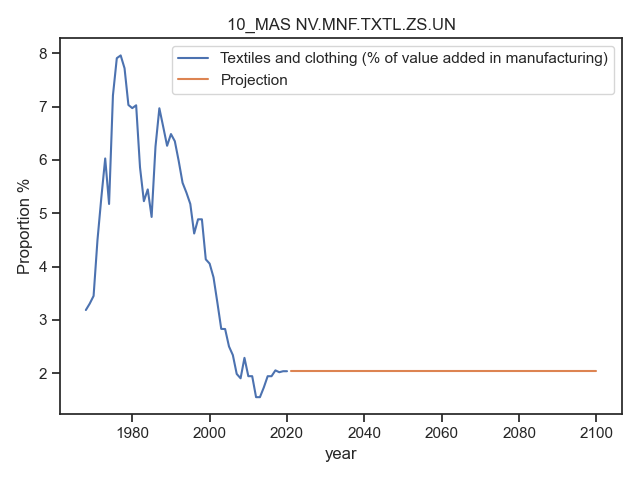 10_MAS NV.MNF.TXTL.ZS.UN
Textiles and clothing (% of value added in manufacturing)
Projection
8
7
6
5
4
3
2
Proportion %
1980 2000 2020 2040 2060 2080 2100
year